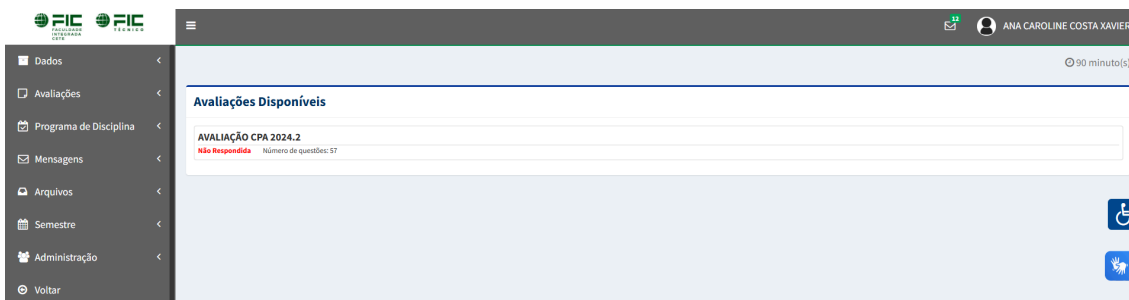 FIC FIC
FACULDADE TÉCNICO
INTEGRADA
CETE
12
ANA CAROLINE COSTA XAVIER
Dados
90 minuto(s)
Avaliações
Avaliações Disponíveis
Programa de Disciplina
AVALIAÇÃO CPA 2024.2
Não Respondida Número de questões: 57
Mensagens
Arquivos
Semestre
Administração
Voltar